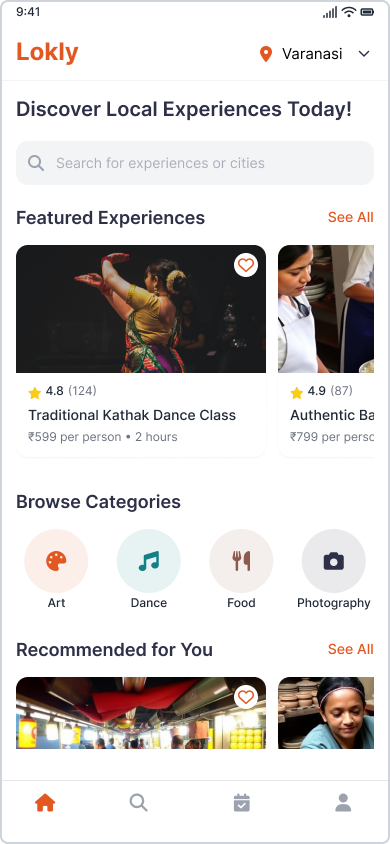 9:41
Lokly
Varanasi
Discover Local Experiences Today!
Search for experiences or cities
Featured Experiences
See All
4.8 (124)
Traditional Kathak Dance Class
₹599 per person • 2 hours
4.9 (87)
Authentic Ba
₹799 per perso
Browse Categories
Art
Dance
Food
Photography
Recommended for You
See All